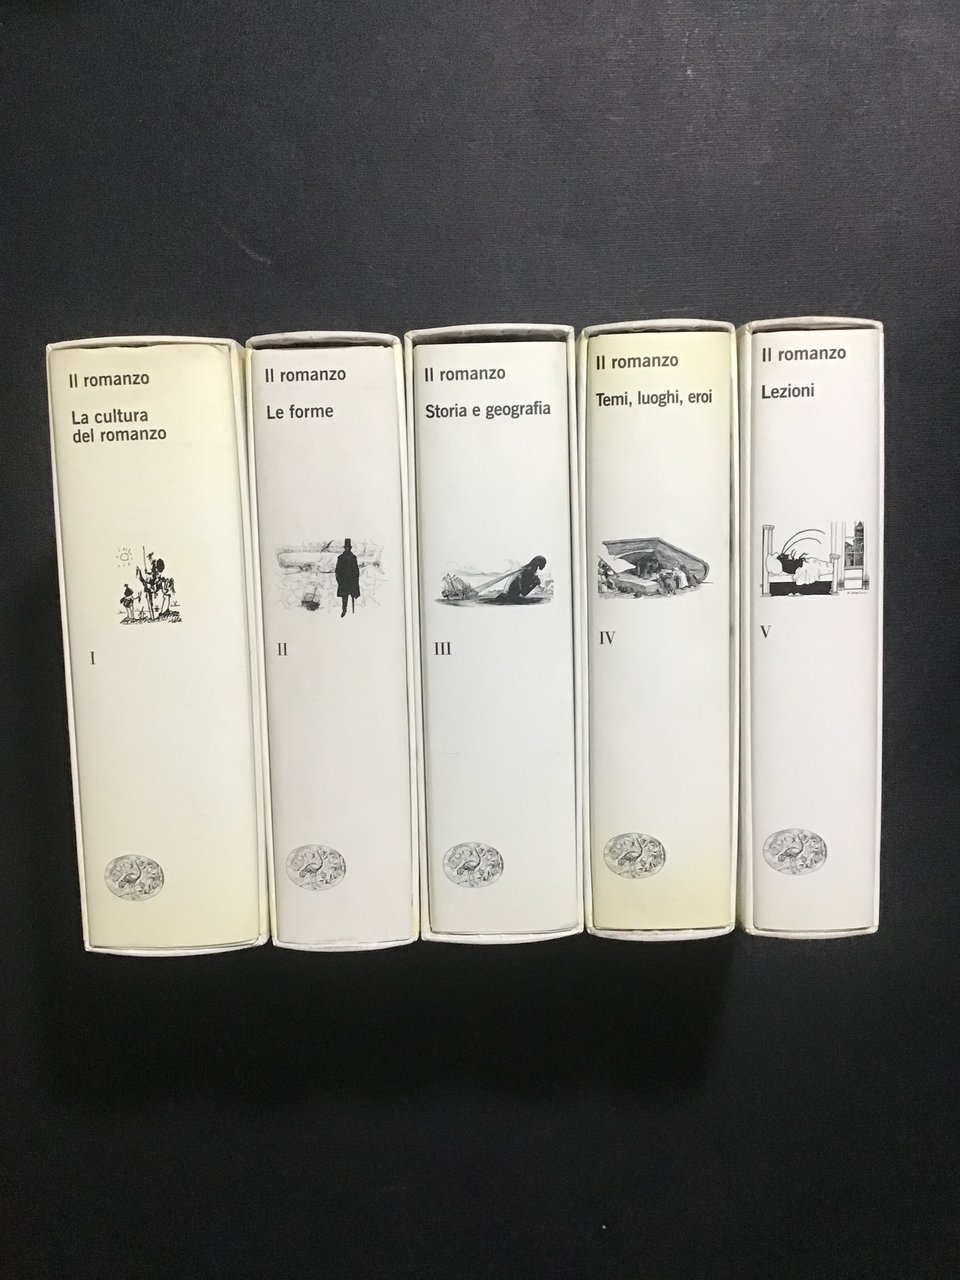 Il romanzo
La cultura
del romanzo
I
Il romanzo
Le forme
II
Il romanzo
Storia e geografia
III
Il romanzo
Temi, luoghi, eroi
IV
Il romanzo
Lezioni
V